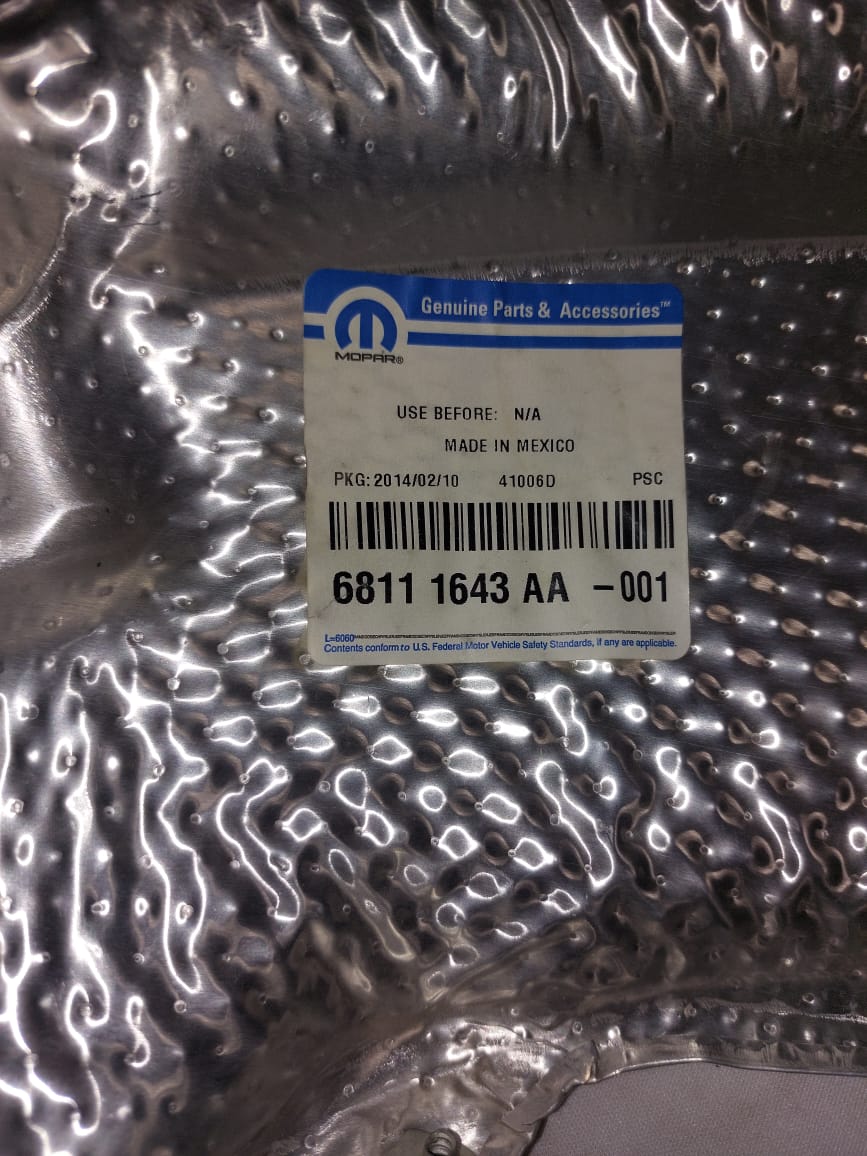 Genuine Parts & Accessories™
MOPAR®
USE BEFORE: N/A
MADE IN MEXICO
PKG: 2014/02/10 41006D PSC
6811 1643 AA -001
L=6060
Contents conform to U.S. Federal Motor Vehicle Safety Standards, if any are applicable.